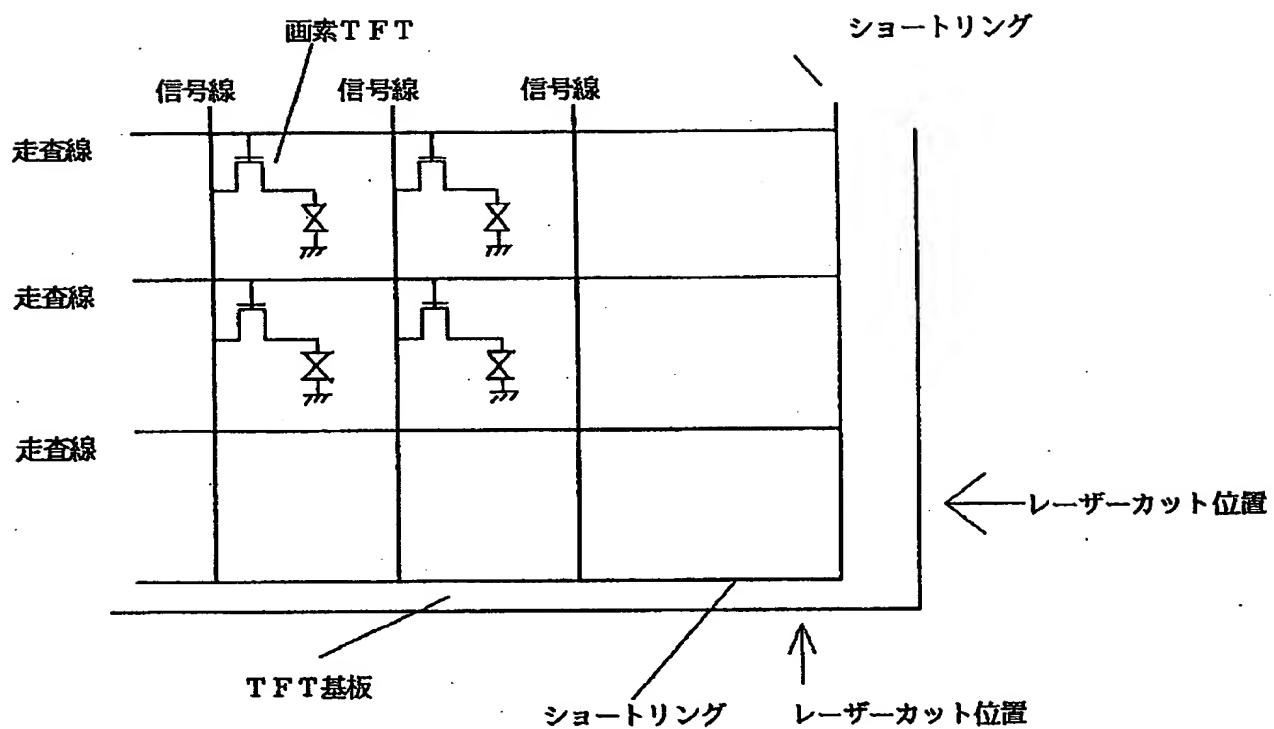 画素ＴＦＴ
ショートリング
信号線
信号線
信号線
走査線
走査線
走査線
レーザーカット位置
ＴＦＴ基板
ショートリング
レーザーカット位置